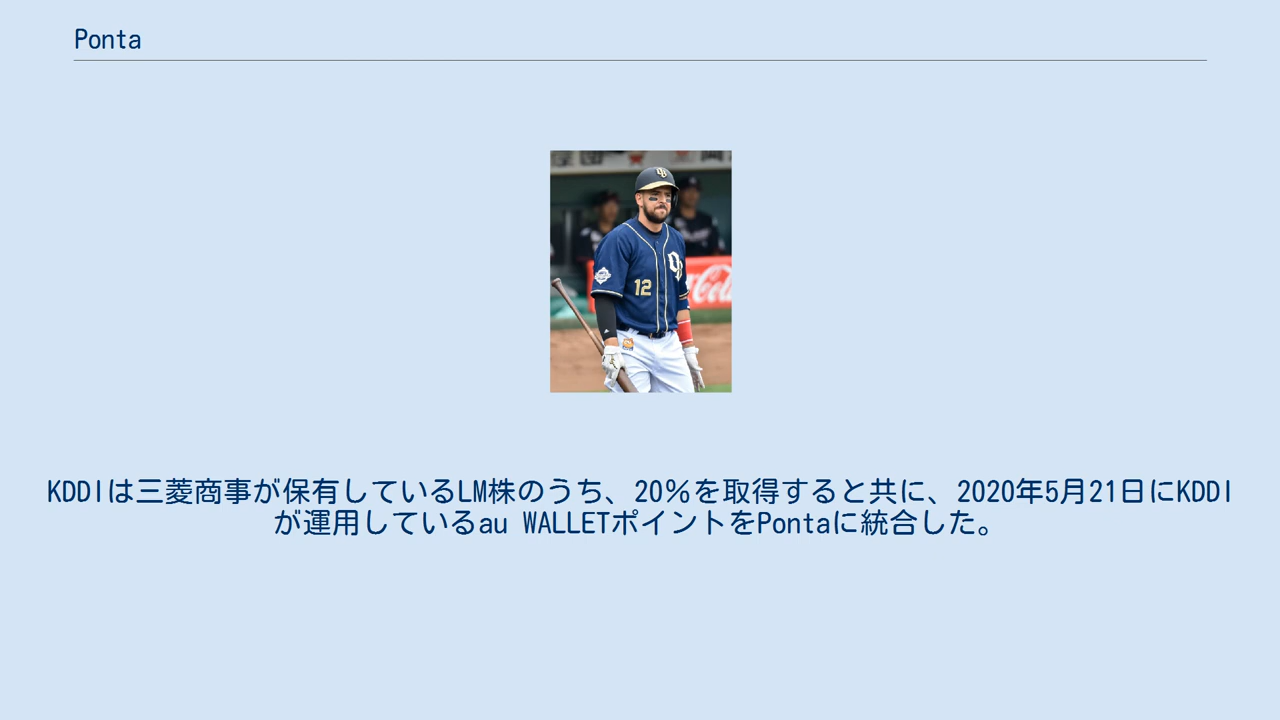 Ponta
12
Coca
KDDIは三菱商事が保有しているLM株のうち、20％を取得すると共に、2020年5月21日にKDDI
が運用しているau WALLETポイントをPontaに統合した。